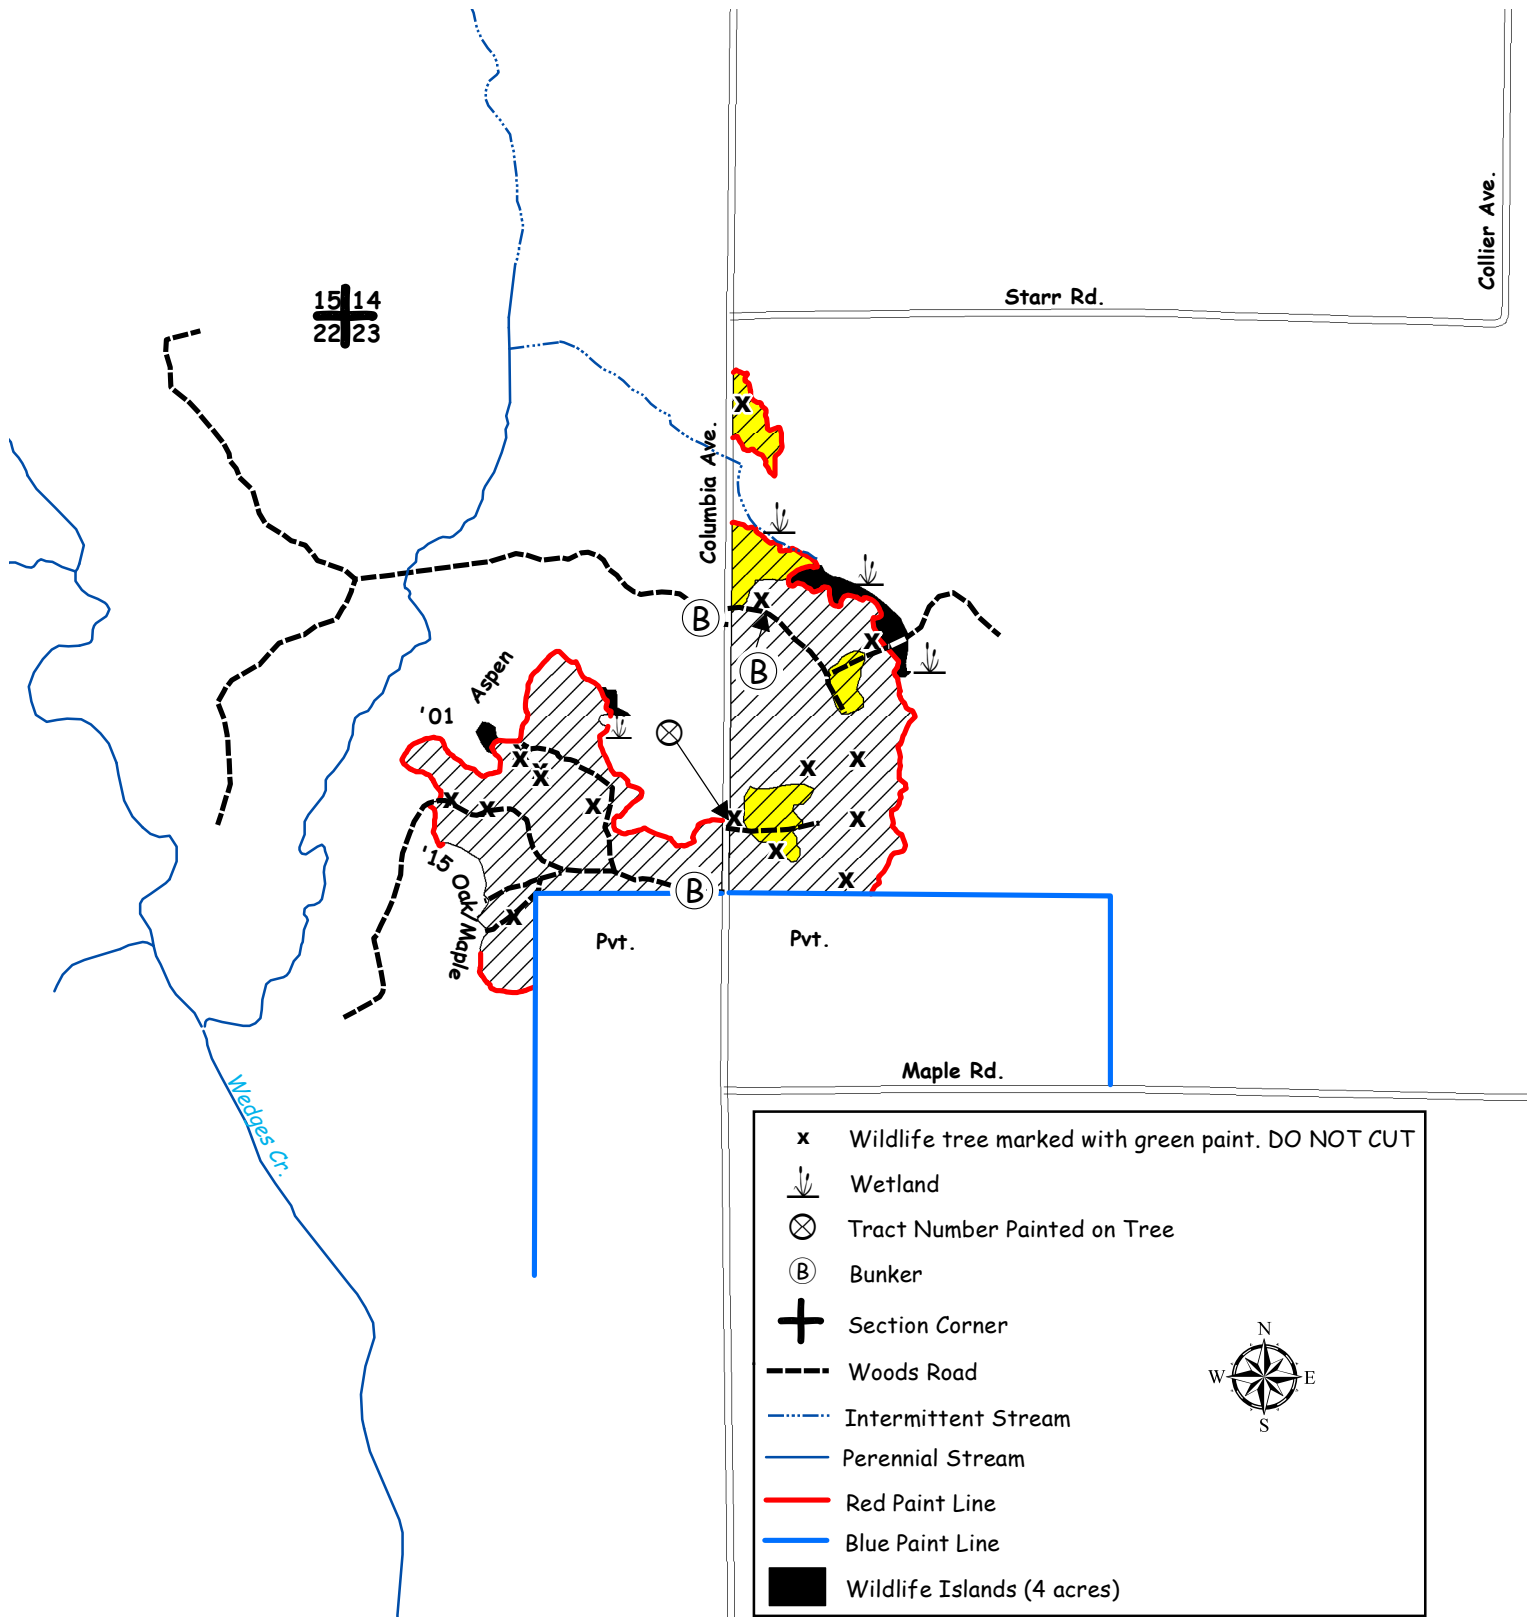 Collier Ave.
15 14
22 23
Starr Rd.
Columbia Ave.
x
x
B
B
x
Aspen
'01
x
x
x
x
x
x
x
x
x
x
x
x
x
'15 Oak/Maple
B
x
Pvt.
Pvt.
Maple Rd.
Wedges Cr.
x Wildlife tree marked with green paint. DO NOT CUT
Wetland
Tract Number Painted on Tree
B Bunker
Section Corner
Woods Road
Intermittent Stream
Perennial Stream
Red Paint Line
Blue Paint Line
Wildlife Islands (4 acres)
N
W E
S